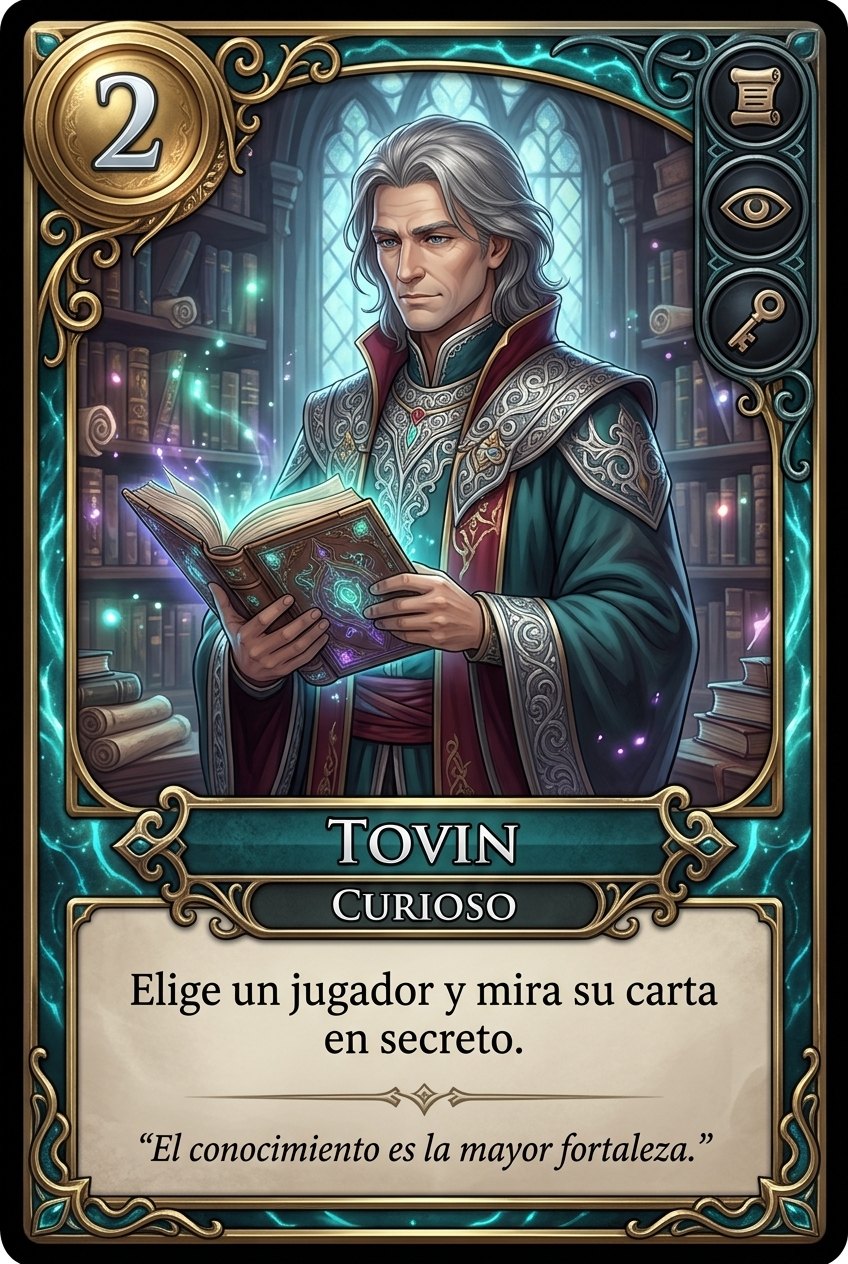 2
TOVIN
CURIOSO
Elige un jugador y mira su carta
en secreto.
“El conocimiento es la mayor fortaleza.”